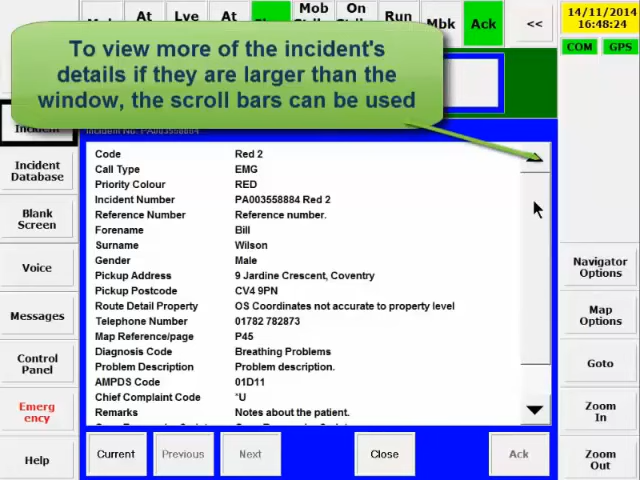 At
Lve
At
Mob
On
Run
Mbk
Ack
<<
14/11/2014
16:48:24
COM GPS
To view more of the incident's
details if they are larger than the
window, the scroll bars can be used
Incident
Incident No. PA003558884
Incident
Database
Blank
Screen
Voice
Messages
Control
Panel
Emerg
ency
Help
Code Red 2
Call Type EMG
Priority Colour RED
Incident Number PA003558884 Red 2
Reference Number Reference number.
Forename Bill
Surname Wilson
Gender Male
Pickup Address 9 Jardine Crescent, Coventry
Pickup Postcode CV4 9PN
Route Detail Property OS Coordinates not accurate to property level
Telephone Number 01782 782873
Map Reference/page P45
Diagnosis Code Breathing Problems
Problem Description Problem description.
AMPDS Code 01D11
Chief Complaint Code *U
Remarks Notes about the patient.
Current
Previous
Next
Close
Ack
Navigator
Options
Map
Options
Goto
Zoom
In
Zoom
Out